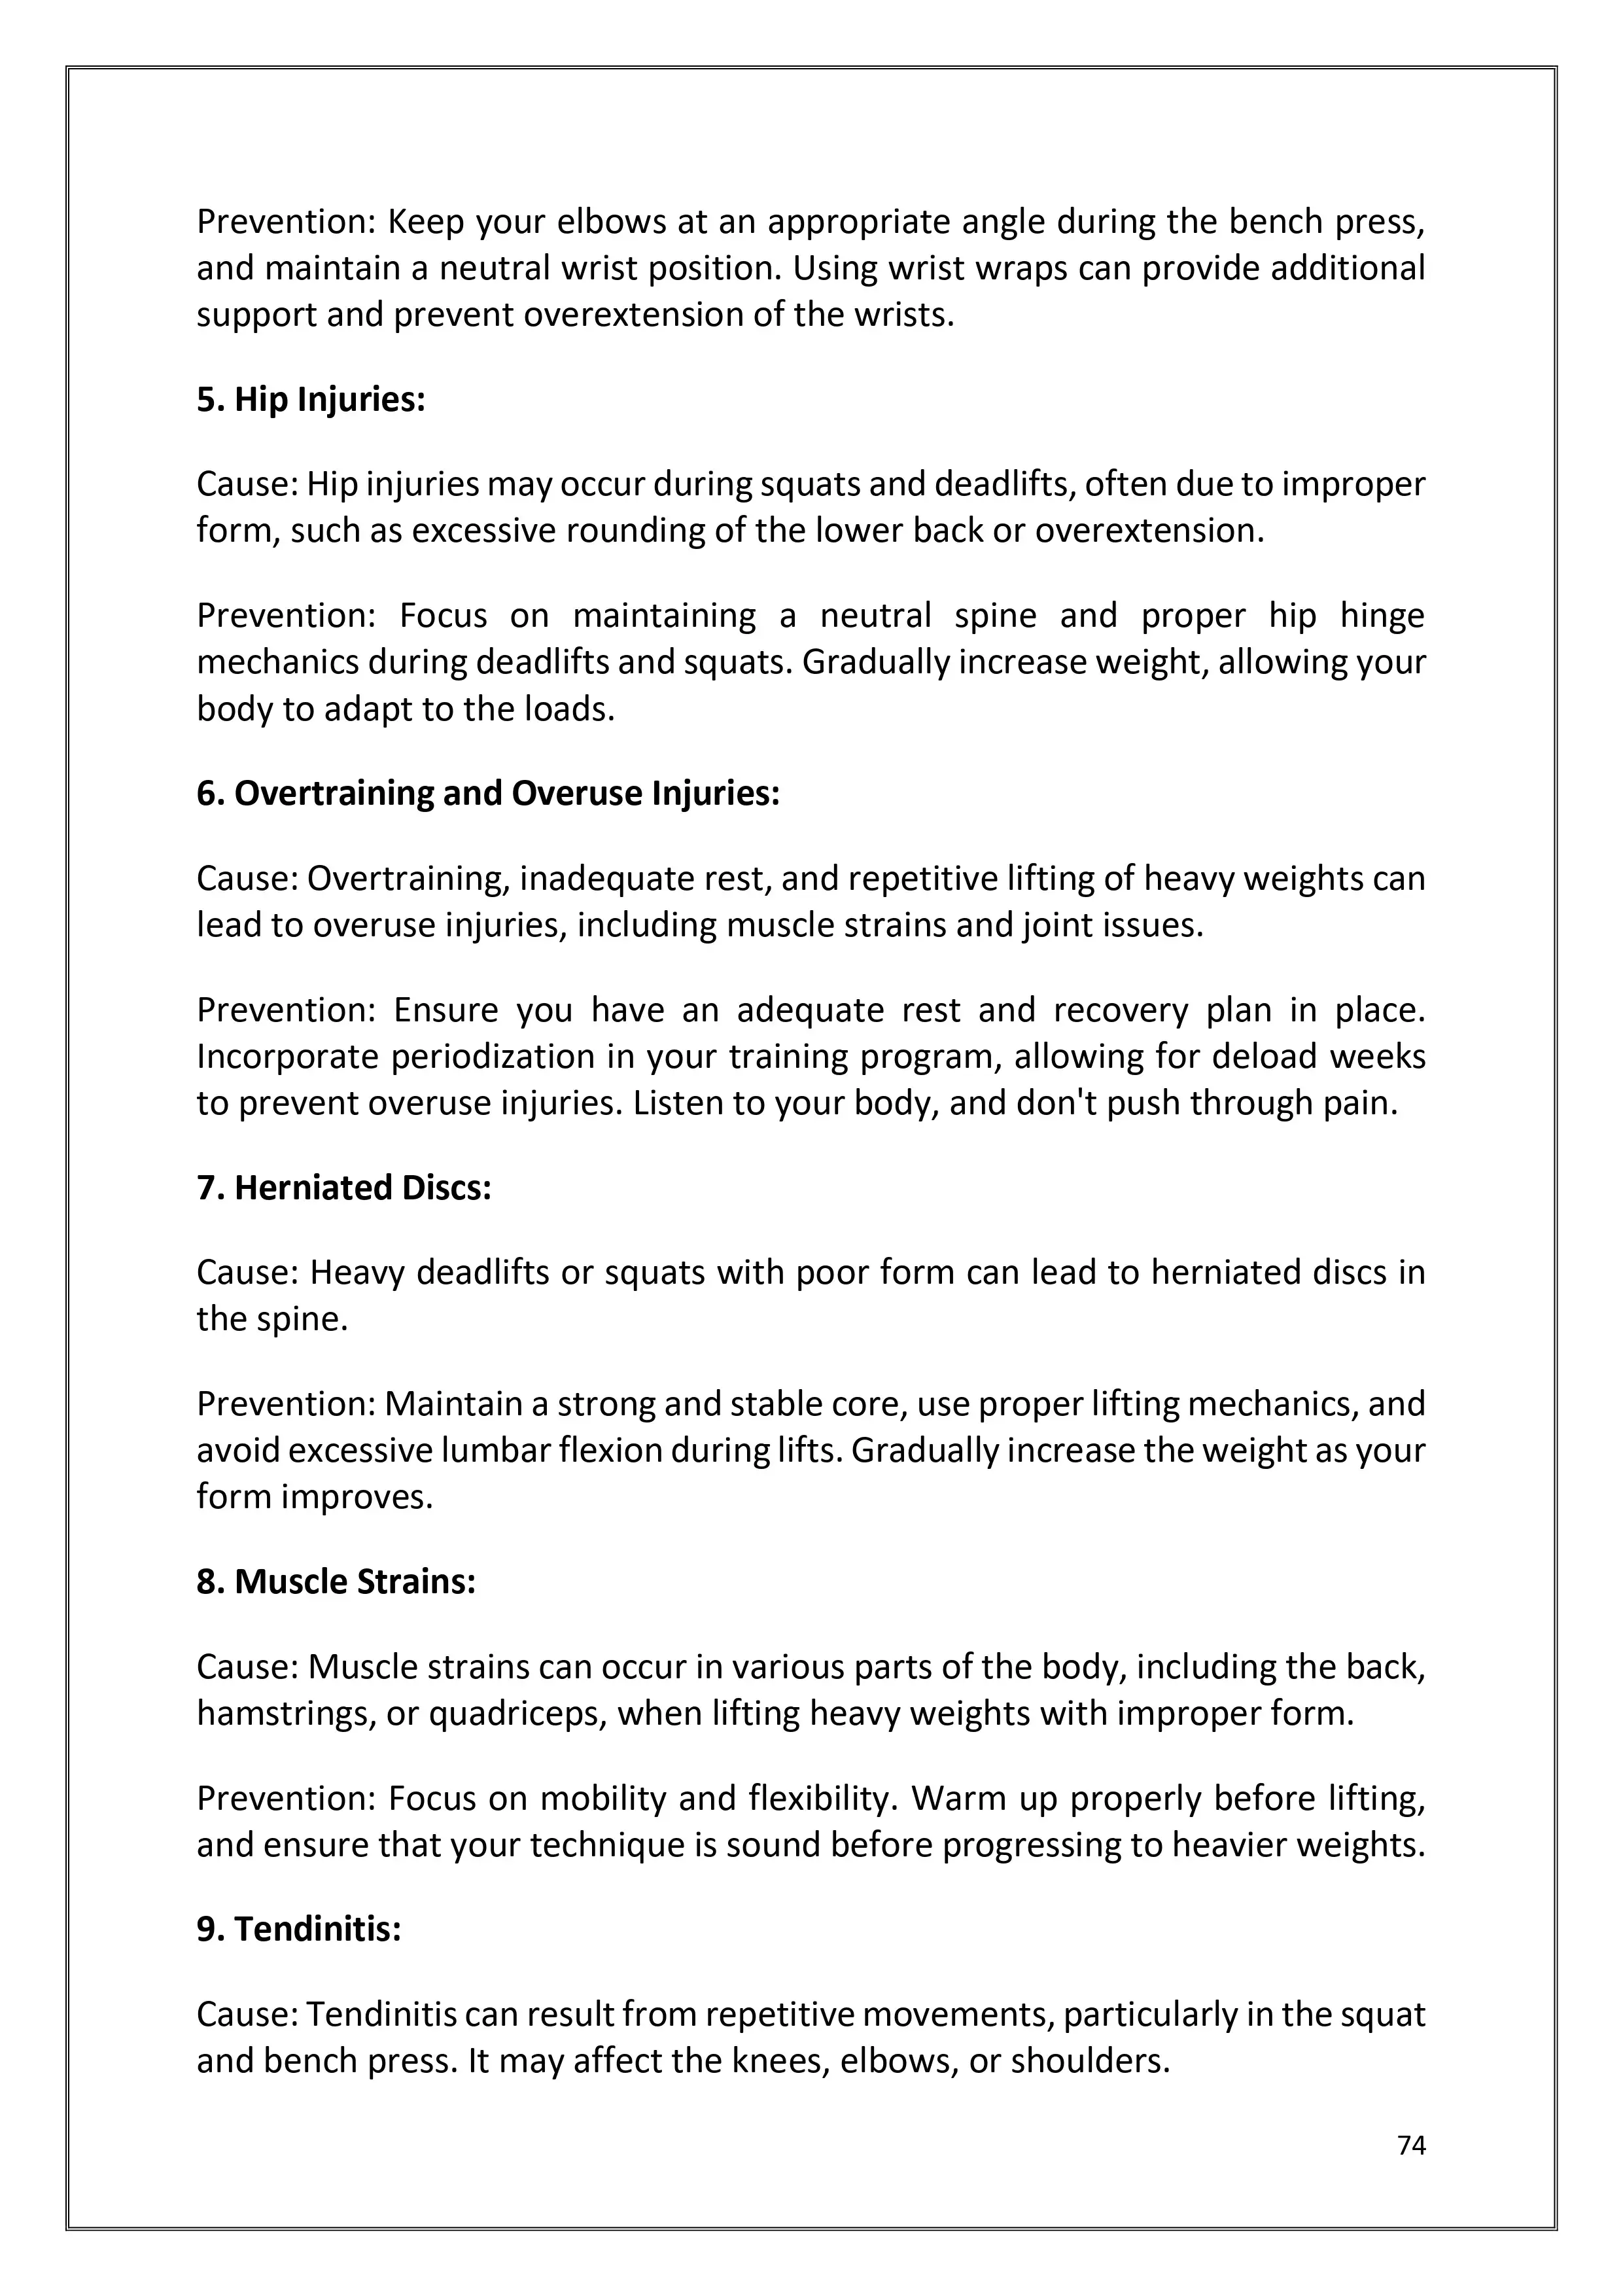 Prevention: Keep your elbows at an appropriate angle during the bench press,
and maintain a neutral wrist position. Using wrist wraps can provide additional
support and prevent overextension of the wrists.
5. Hip Injuries:
Cause: Hip injuries may occur during squats and deadlifts, often due to improper
form, such as excessive rounding of the lower back or overextension.
Prevention: Focus on maintaining a neutral spine and proper hip hinge
mechanics during deadlifts and squats. Gradually increase weight, allowing your
body to adapt to the loads.
6. Overtraining and Overuse Injuries:
Cause: Overtraining, inadequate rest, and repetitive lifting of heavy weights can
lead to overuse injuries, including muscle strains and joint issues.
Prevention: Ensure you have an adequate rest and recovery plan in place.
Incorporate periodization in your training program, allowing for deload weeks
to prevent overuse injuries. Listen to your body, and don't push through pain.
7. Herniated Discs:
Cause: Heavy deadlifts or squats with poor form can lead to herniated discs in
the spine.
Prevention: Maintain a strong and stable core, use proper lifting mechanics, and
avoid excessive lumbar flexion during lifts. Gradually increase the weight as your
form improves.
8. Muscle Strains:
Cause: Muscle strains can occur in various parts of the body, including the back,
hamstrings, or quadriceps, when lifting heavy weights with improper form.
Prevention: Focus on mobility and flexibility. Warm up properly before lifting,
and ensure that your technique is sound before progressing to heavier weights.
9. Tendinitis:
Cause: Tendinitis can result from repetitive movements, particularly in the squat
and bench press. It may affect the knees, elbows, or shoulders.
74